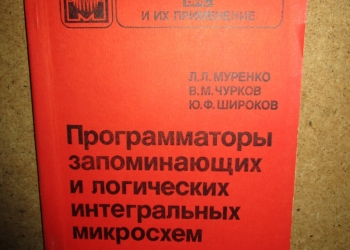 И ИХ ПРИМЕНЕНИЕ
Л.Л.МУРЕНКО
В.М.ЧУРКОВ
Ю.Ф.ШИРОКОВ
Программаторы
запоминающих
и логических
интегральных
микросхем